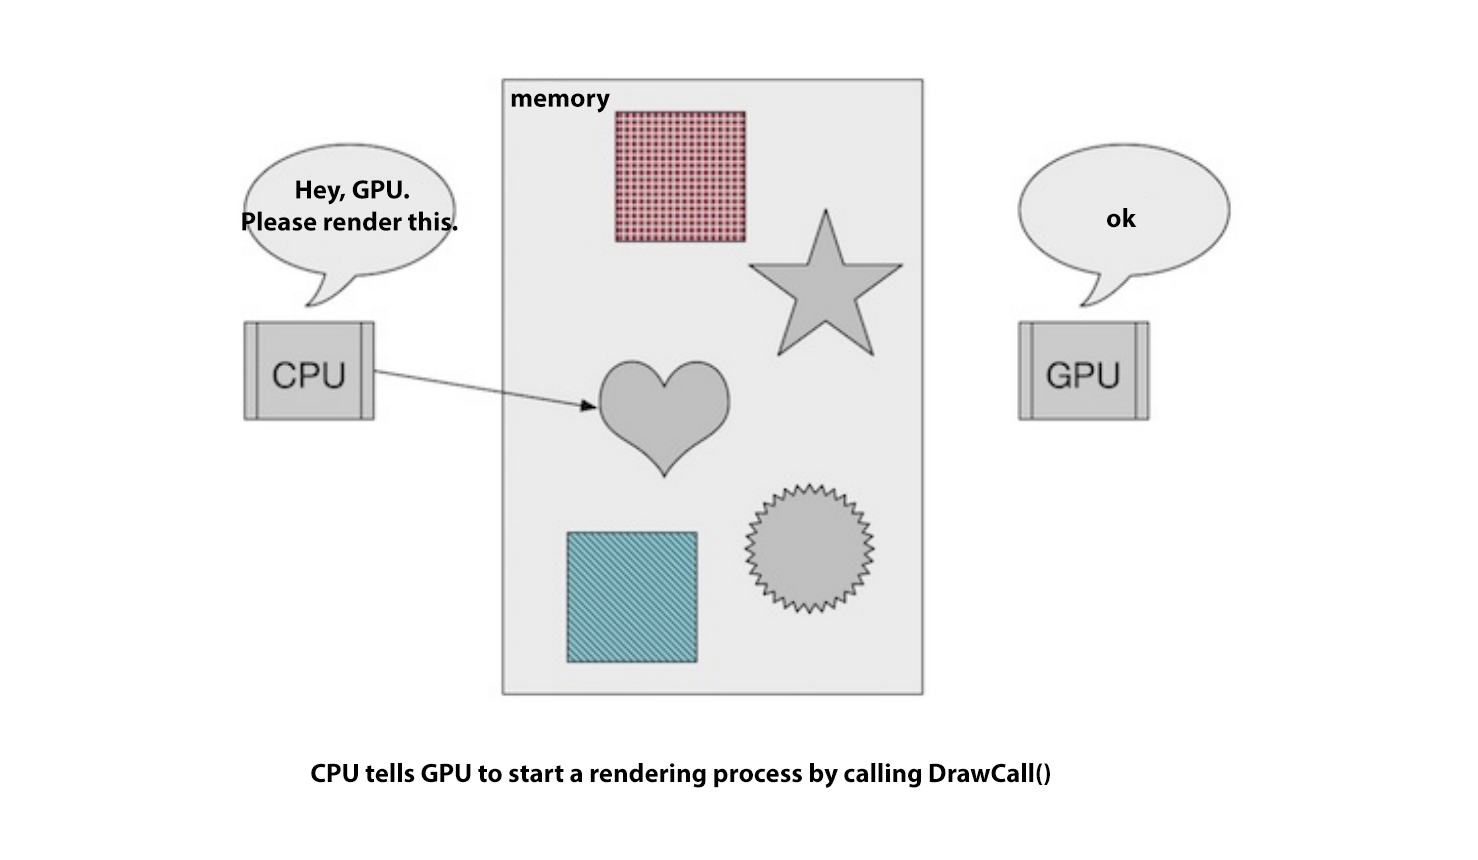 memory
Hey, GPU.
Please render this.
ok
CPU
GPU
CPU tells GPU to start a rendering process by calling DrawCall()